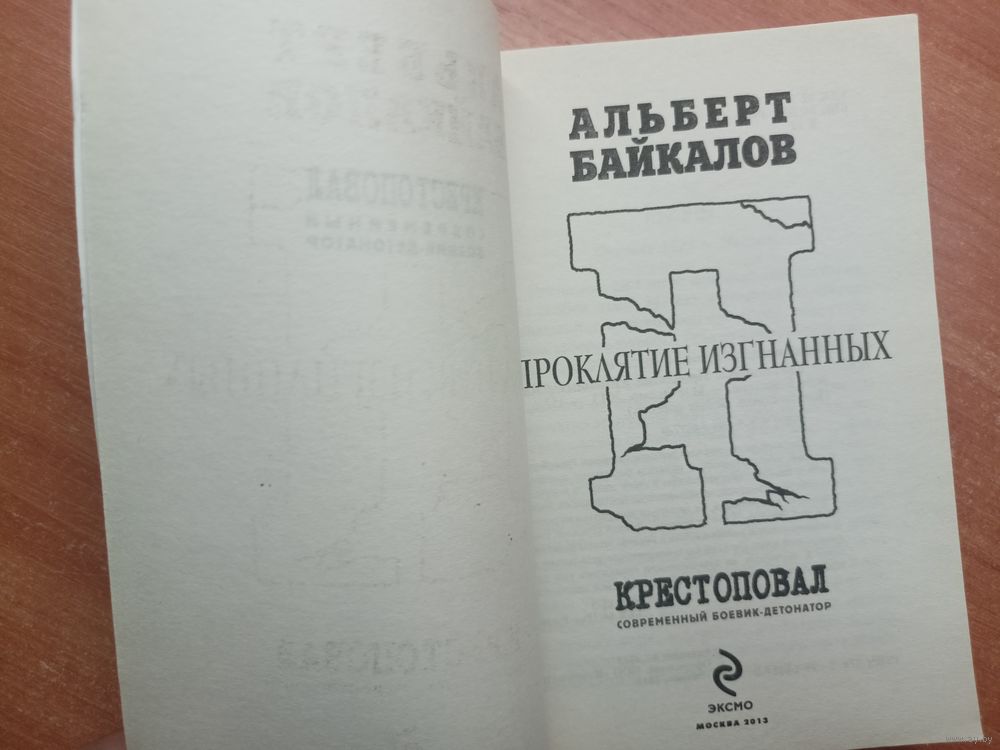 АЛЬБЕРТ
БАЙКАЛОВ
ПРОКЛЯТИЕ ИЗГНАННЫХ
КРЕСТОПОВАЛ
СОВРЕМЕННЫЙ БОЕВИК-ДЕТОНАТОР
ЭКСМО
МОСКВА 2013